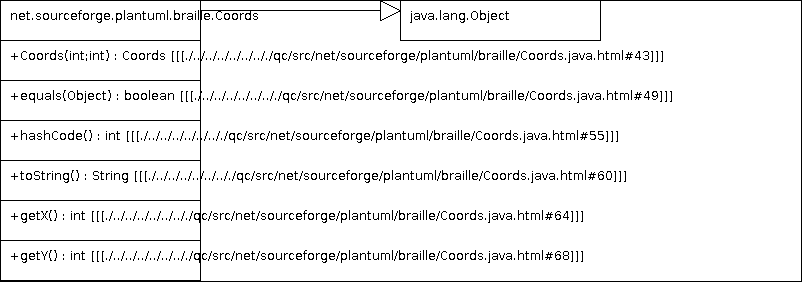 net.sourceforge.plantuml.braille.Coords
java.lang.Object
+Coords(int;int) : Coords [[[./../../../../../.././qc/src/net/sourceforge/plantuml/braille/Coords.java.html#43]]]
+equals(Object) : boolean [[[./../../../../../.././qc/src/net/sourceforge/plantuml/braille/Coords.java.html#49]]]
+hashCode() : int [[[./../../../../../.././qc/src/net/sourceforge/plantuml/braille/Coords.java.html#55]]]
+toString() : String [[[./../../../../../.././qc/src/net/sourceforge/plantuml/braille/Coords.java.html#60]]]
+getX() : int [[[./../../../../../.././qc/src/net/sourceforge/plantuml/braille/Coords.java.html#64]]]
+getY() : int [[[./../../../../../.././qc/src/net/sourceforge/plantuml/braille/Coords.java.html#68]]]